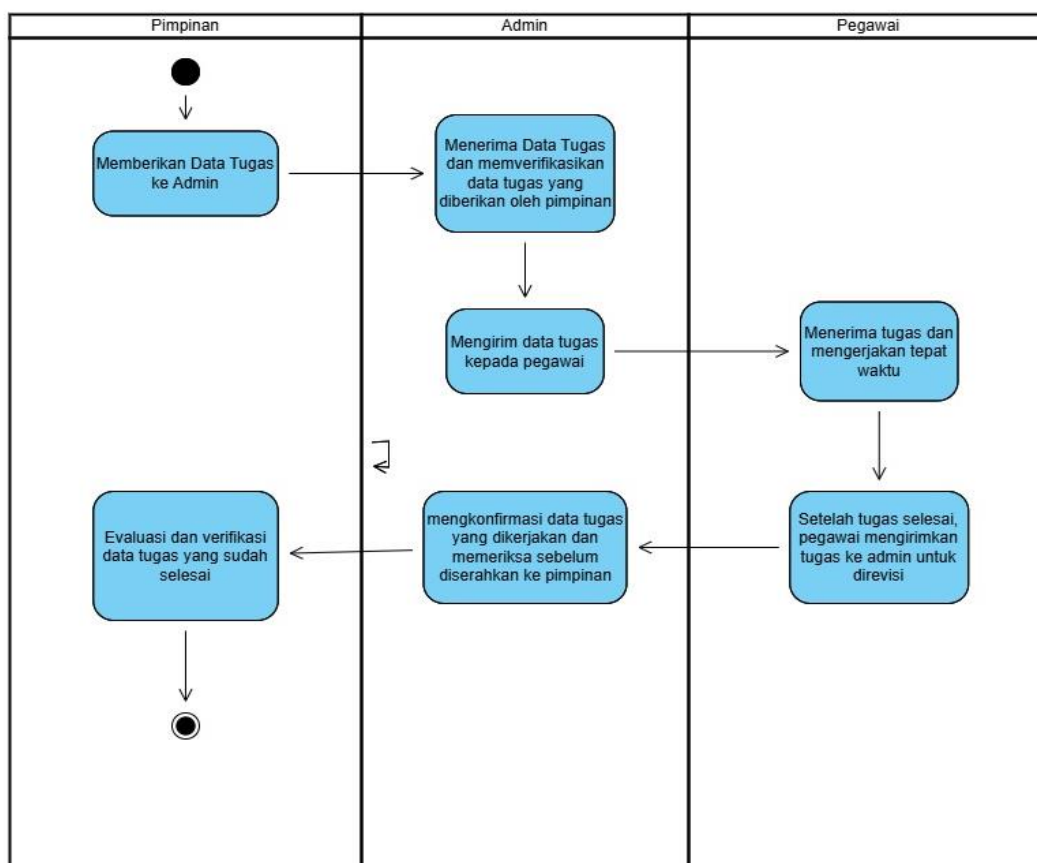 Pimpinan
Admin
Pegawai
Memberikan Data Tugas
ke Admin
Menerima Data Tugas
dan memverifikasikan
data tugas yang
diberikan oleh pimpinan
Mengirim data tugas
kepada pegawai
Menerima tugas dan
mengerjakan tepat
waktu
Setelah tugas selesai,
pegawai mengirimkan
tugas ke admin untuk
direvisi
mengkonfirmasi data tugas
yang dikerjakan dan
memeriksa sebelum
diserahkan ke pimpinan
Evaluasi dan verifikasi
data tugas yang sudah
selesai